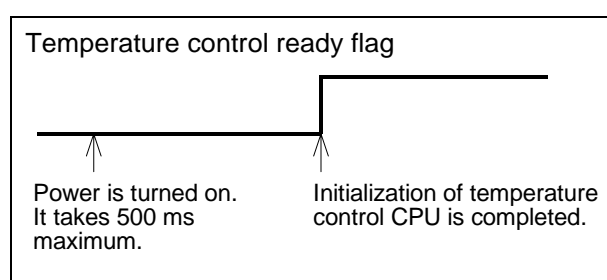 Temperature control ready flag
Power is turned on.
It takes 500 ms
maximum.
Initialization of temperature
control CPU is completed.